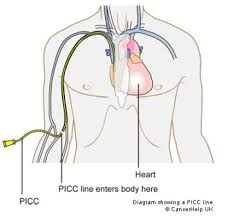 Heart
PICC line enters body here
PICC
Diagram showing a PICC line
© CancerHelp UK